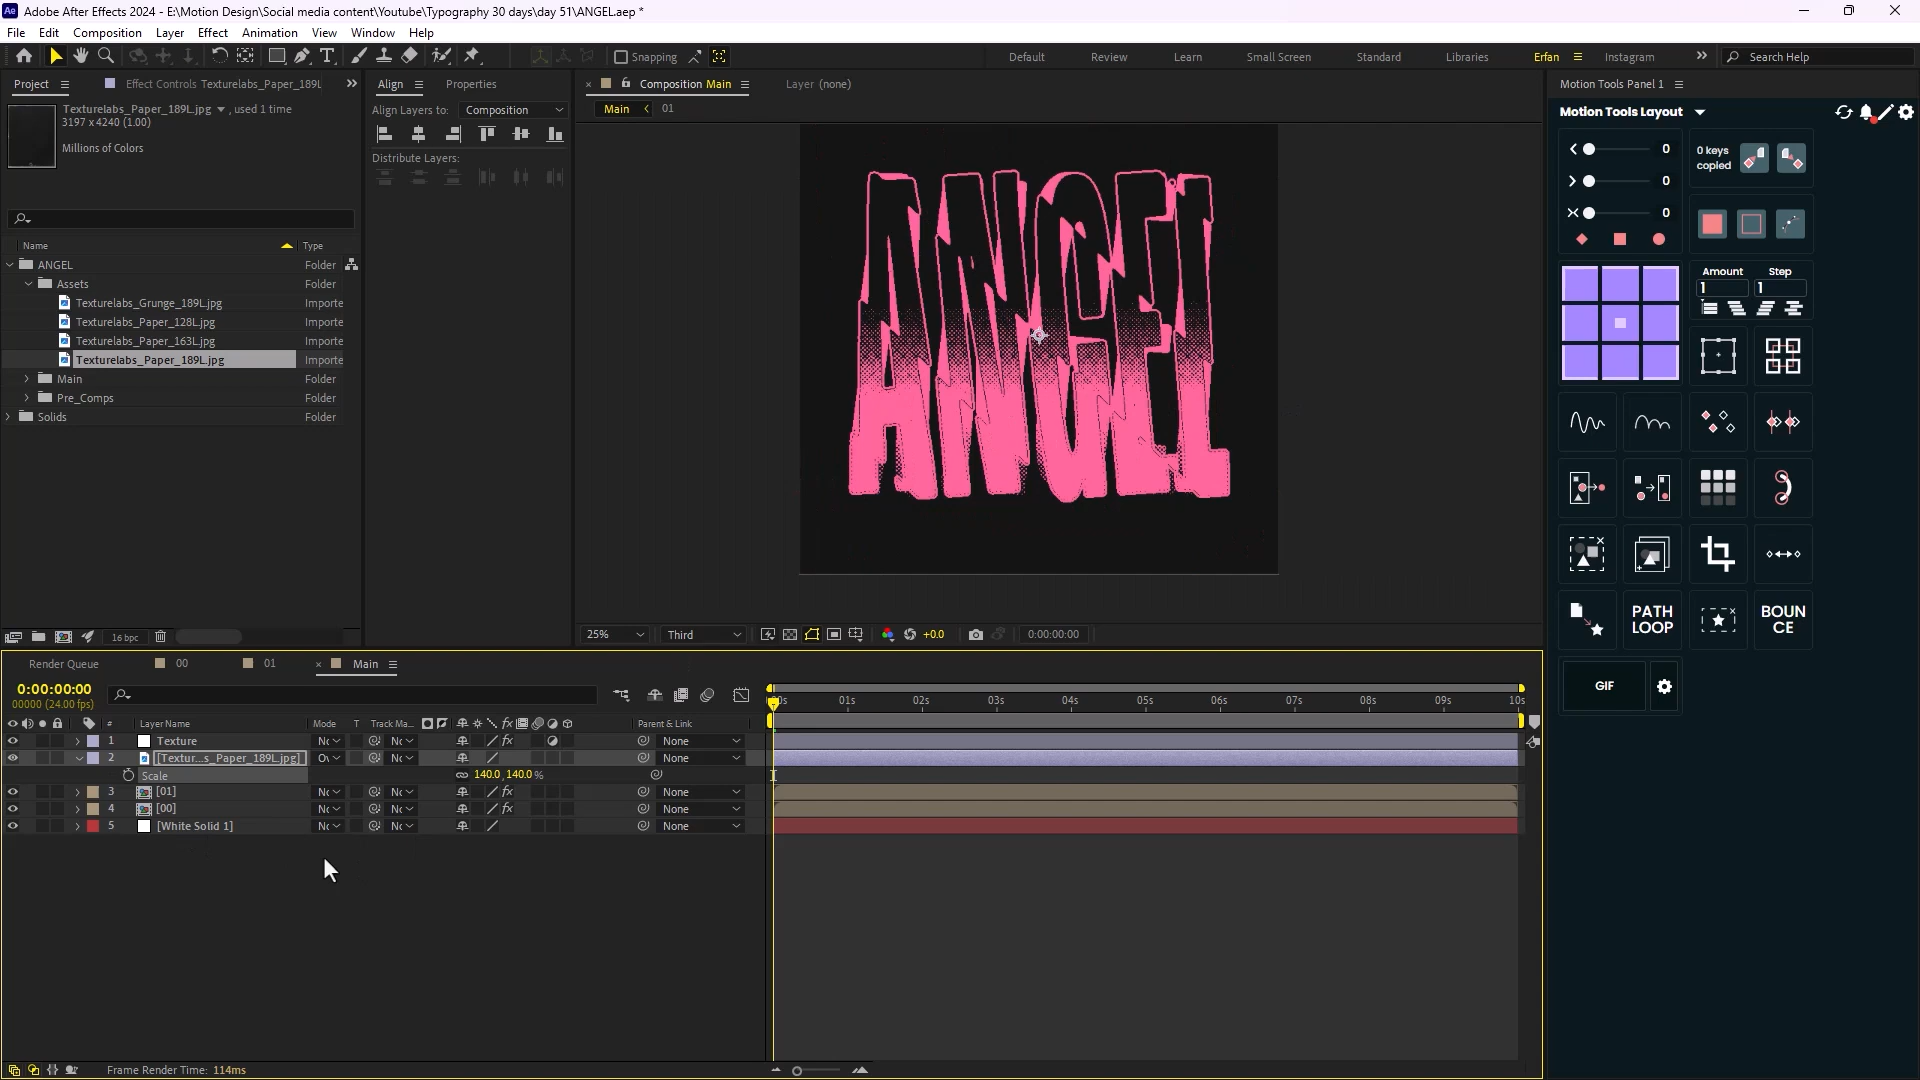 Adobe After Effects 2024 - E:\Motion Design\Social media content\Youtube\Typography 30 days\day 51\ANGEL.aep *
File Edit Composition Layer Effect Animation View Window Help
Snapping
Default Review Learn Small Screen Standard Libraries Erfan Instagram
Search Help
Project
Effect Controls Texturelabs_Paper_189L
Align Properties
Composition Main
Layer (none)
Motion Tools Panel 1
Texturelabs_Paper_189L.jpg , used 1 time
3197 x 4240 (1.00)
Millions of Colors
Align Layers to: Composition
Distribute Layers:
Main 01
Motion Tools Layout
0
0
0
0 keys
copied
Amount Step
1 1
PATH
LOOP
BOUN
CE
GIF
Name Type
ANGEL Folder
Assets Folder
Texturelabs_Grunge_189L.jpg Importe
Texturelabs_Paper_128L.jpg Importe
Texturelabs_Paper_163L.jpg Importe
Texturelabs_Paper_189L.jpg Importe
Main Folder
Pre_Comps Folder
Solids Folder
ANGEL
16 bpc
25% Third +0.0 0:00:00:00
Render Queue 00 01 Main
0:00:00:00
00000 (24.00 fps)
01s 02s 03s 04s 05s 06s 07s 08s 09s 10s
# Layer Name Mode T Track Ma... Parent & Link
1 Texture None
2 [Textur...s_Paper_189L.jpg] None
Scale 140.0, 140.0 %
3 [01] None
4 [00] None
5 [White Solid 1] None
Frame Render Time: 114ms